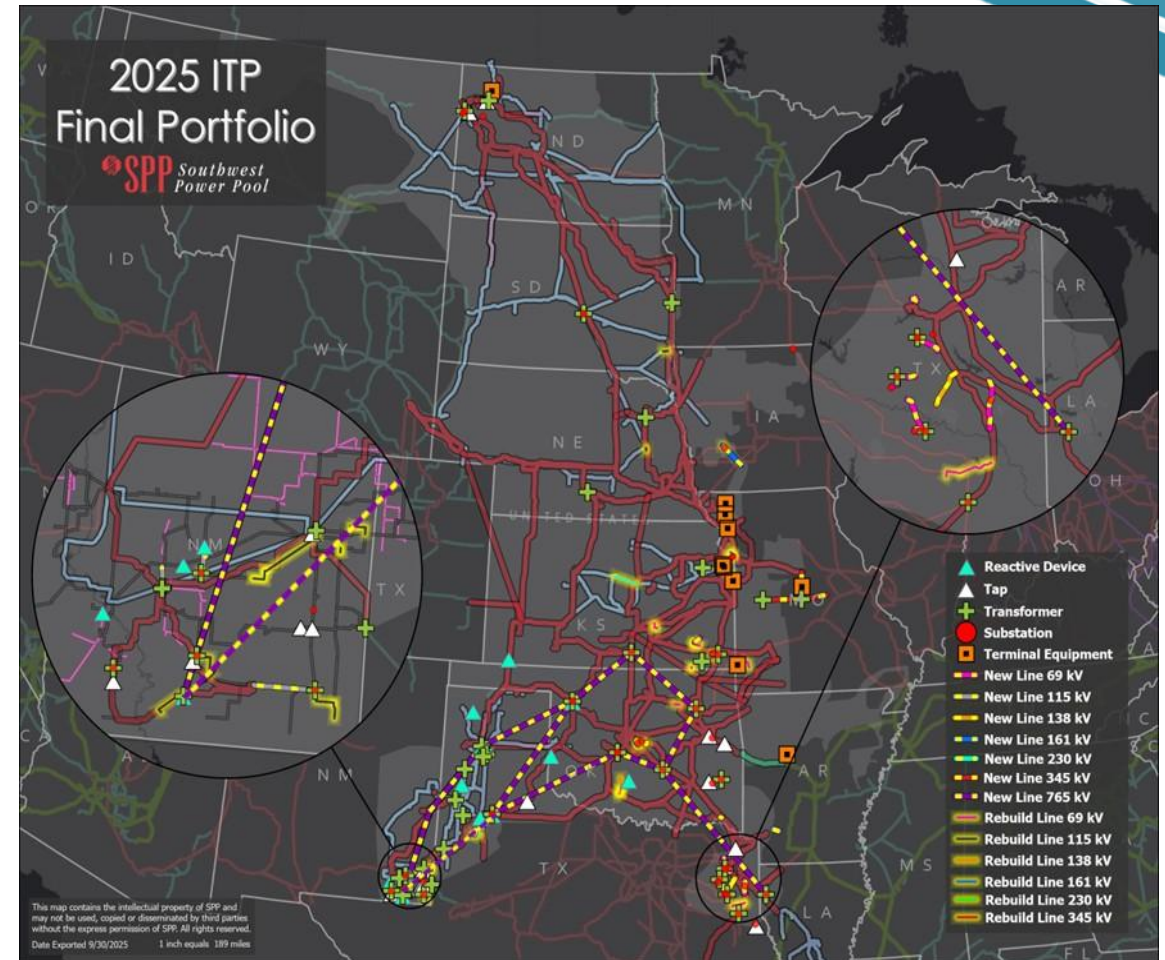 2025 ITP
Final Portfolio
SPP Southwest
Power Pool
ND
MN
ID
SD
WY
IA
NE
UNITED STATES
OH
MO
KS
OK
AR
NM
TX
MS
LA
FL
NM
TX
AR
TX
LA
Reactive Device
Tap
Transformer
Substation
Terminal Equipment
New Line 69 kV
New Line 115 kV
New Line 138 kV
New Line 161 kV
New Line 230 kV
New Line 345 kV
New Line 765 kV
Rebuild Line 69 kV
Rebuild Line 115 kV
Rebuild Line 138 kV
Rebuild Line 161 kV
Rebuild Line 230 kV
Rebuild Line 345 kV
This map contains the intellectual property of SPP and
may not be used, copied or disseminated by third parties
without the express permission of SPP. All rights reserved.
Date Exported 9/30/2025 1 inch equals 189 miles